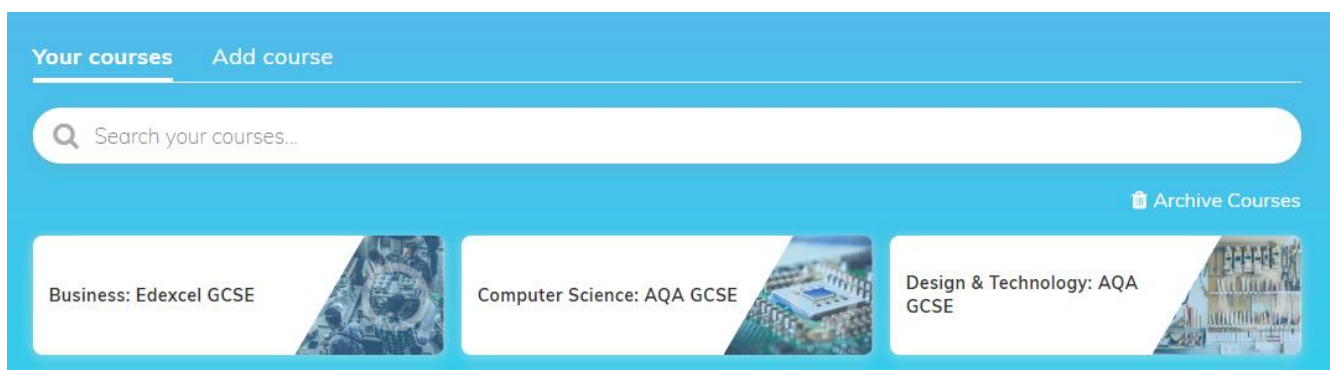 Your courses Add course
Search your courses...
Archive Courses
Business: Edexcel GCSE
Computer Science: AQA GCSE
Design & Technology: AQA
GCSE